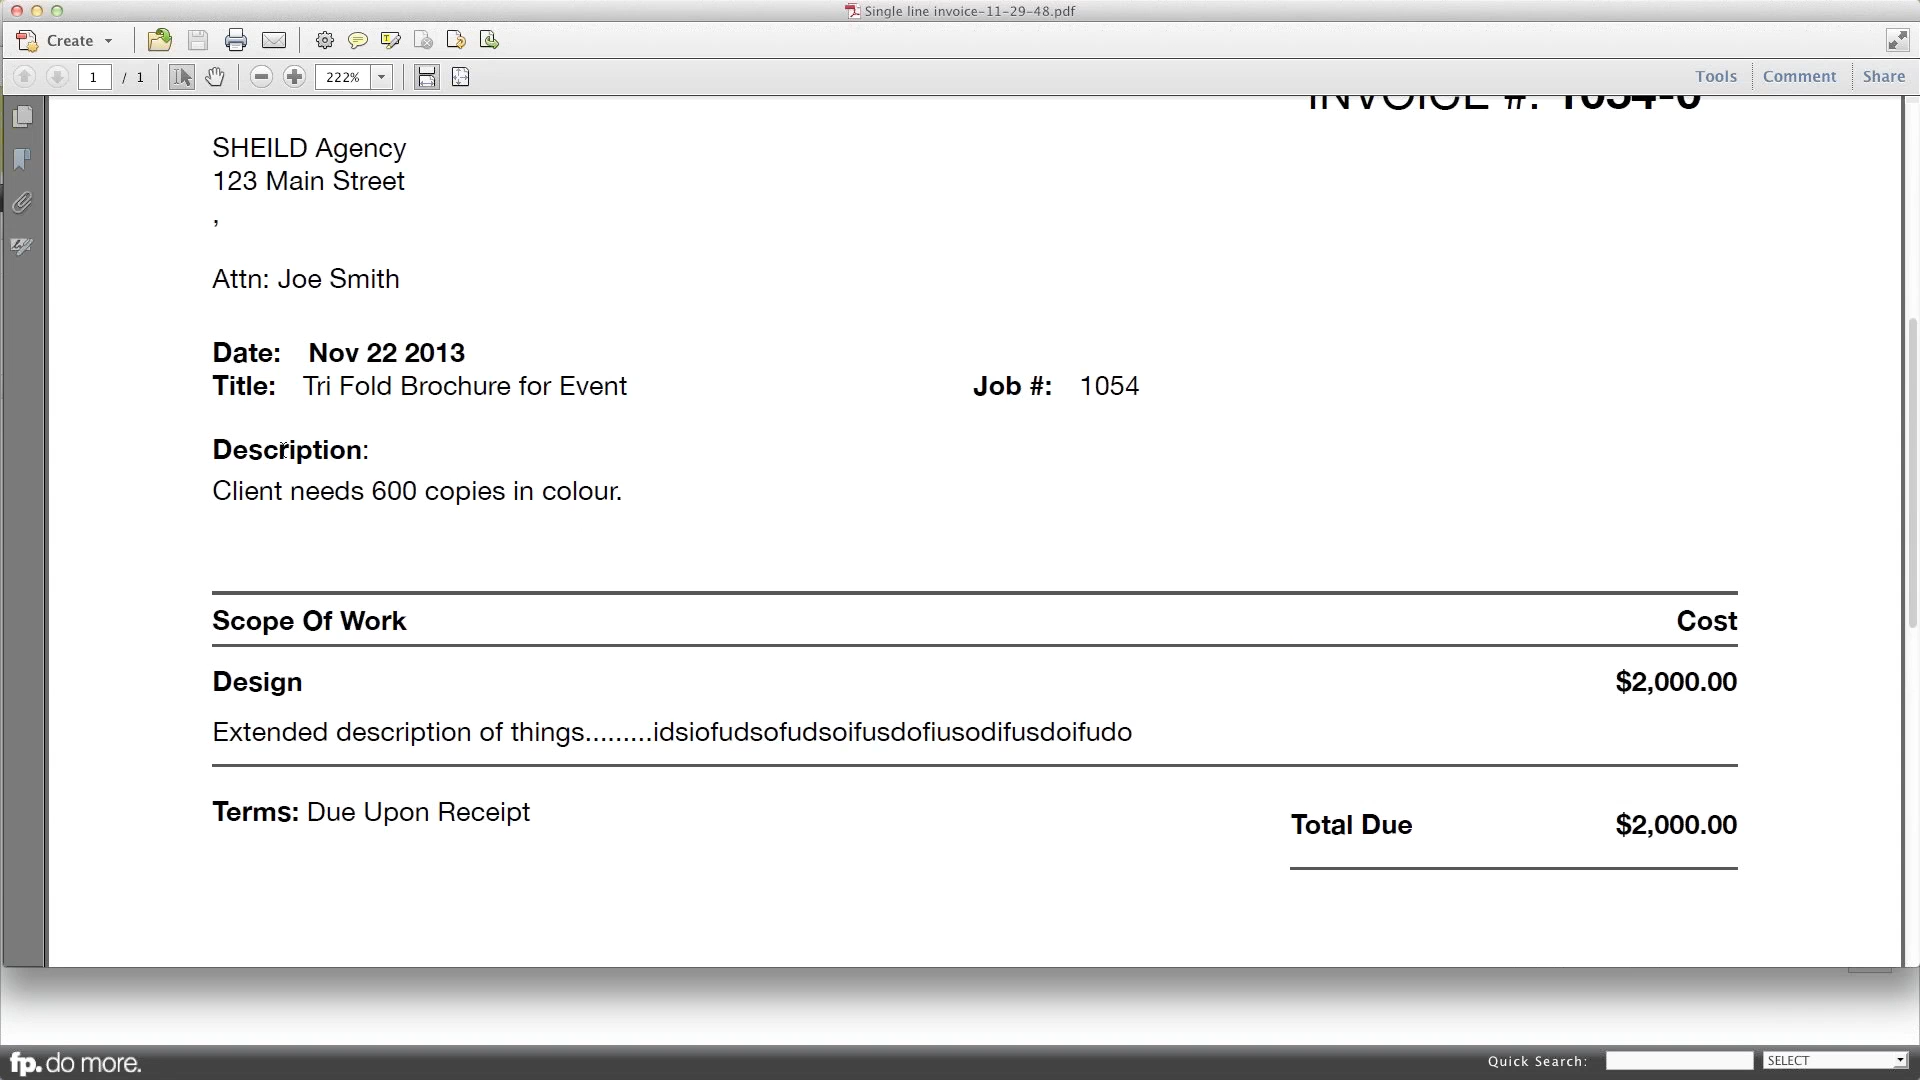 Single line invoice-11-29-48.pdf
Create
1 / 1
222%
Tools
Comment
Share
INVOICE #: 1054-0
SHEILD Agency
123 Main Street
,
Attn: Joe Smith
Date: Nov 22 2013
Title: Tri Fold Brochure for Event
Job #: 1054
Description:
Client needs 600 copies in colour.
Scope Of Work
Cost
Design
$2,000.00
Extended description of things.........idsiofudsofudsoifusdofiusodifusdoifudo
Terms: Due Upon Receipt
Total Due
$2,000.00
fp. do more.
Quick Search:
SELECT